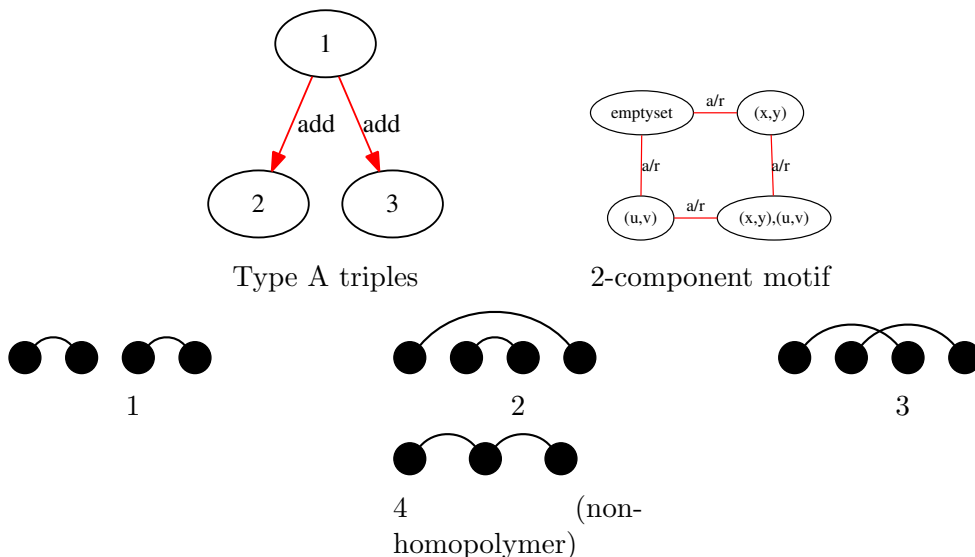 1
add add
2 3
Type A triples
emptyset a/r (x,y)
a/r a/r
(u,v) a/r (x,y),(u,v)
2-component motif
1 2 3
4 (non-
homopolymer)